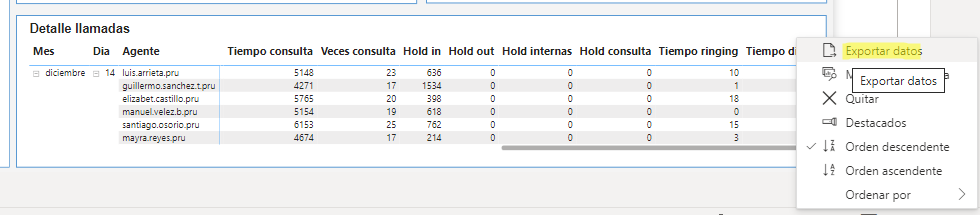 Detalle llamadas
Mes Dia Agente Tiempo consulta Veces consulta Hold in Hold out Hold internas Hold consulta Tiempo ringing Tiempo di
diciembre 14 luis.arrieta.pru 5148 23 636 0 0 0 10
guillermo.sanchez.t.pru 4271 17 1534 0 0 0 1
elizabet.castillo.pru 5765 20 398 0 0 0 18
manuel.velez.b.pru 5154 19 618 0 0 0 0
santiago.osorio.pru 6153 25 762 0 0 0 15
mayra.reyes.pru 4674 17 214 0 0 0 3
Exportar datos
M a
Exportar datos
Quitar
Destacados
Orden descendente
Orden ascendente
Ordenar por